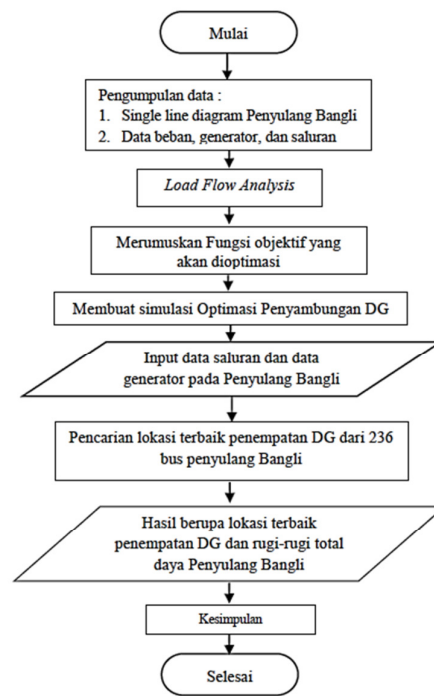 Mulai
Pengumpulan data :
1. Single line diagram Penyulang Bangli
2. Data beban, generator, dan saluran
Load Flow Analysis
Merumuskan Fungsi objektif yang
akan dioptimasi
Membuat simulasi Optimasi Penyambungan DG
Input data saluran dan data
generator pada Penyulang Bangli
Pencarian lokasi terbaik penempatan DG dari 236
bus penyulang Bangli
Hasil berupa lokasi terbaik
penempatan DG dan rugi-rugi total
daya Penyulang Bangli
Kesimpulan
Selesai